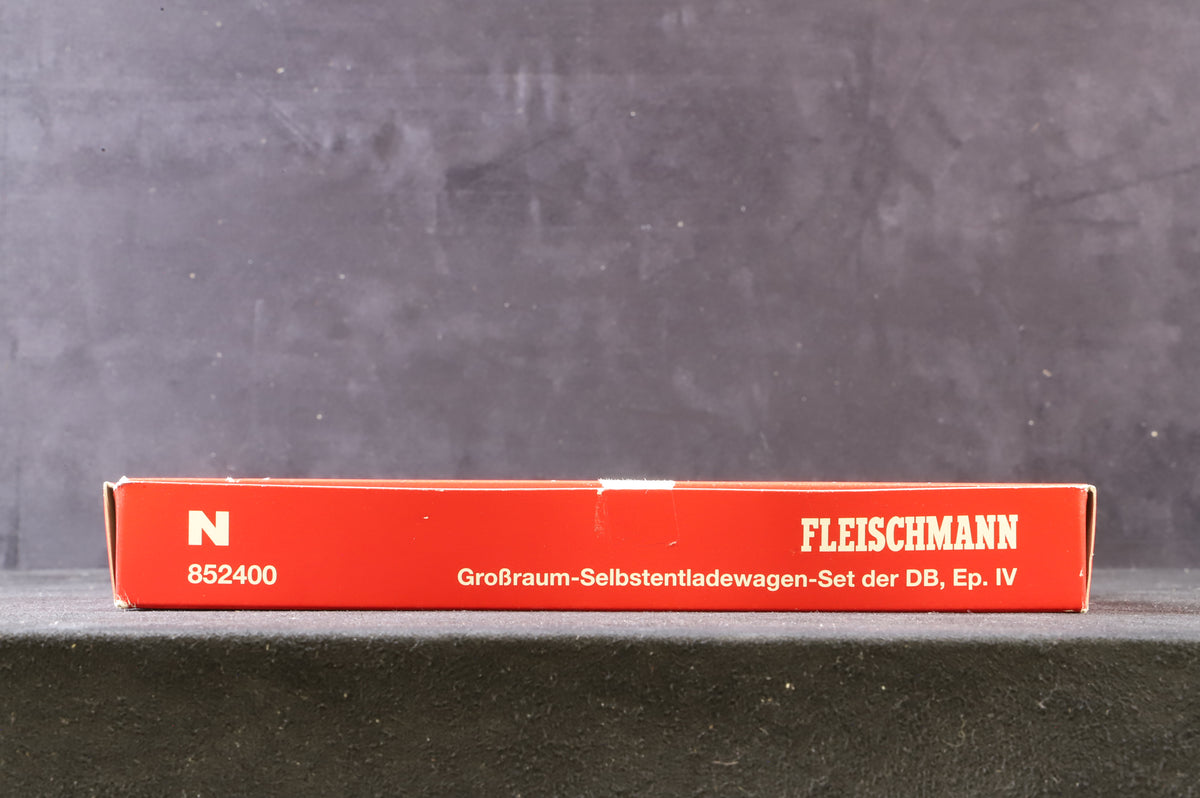 N
FLEISCHMANN
852400
Großraum-Selbstentladewagen-Set der DB, Ep. IV